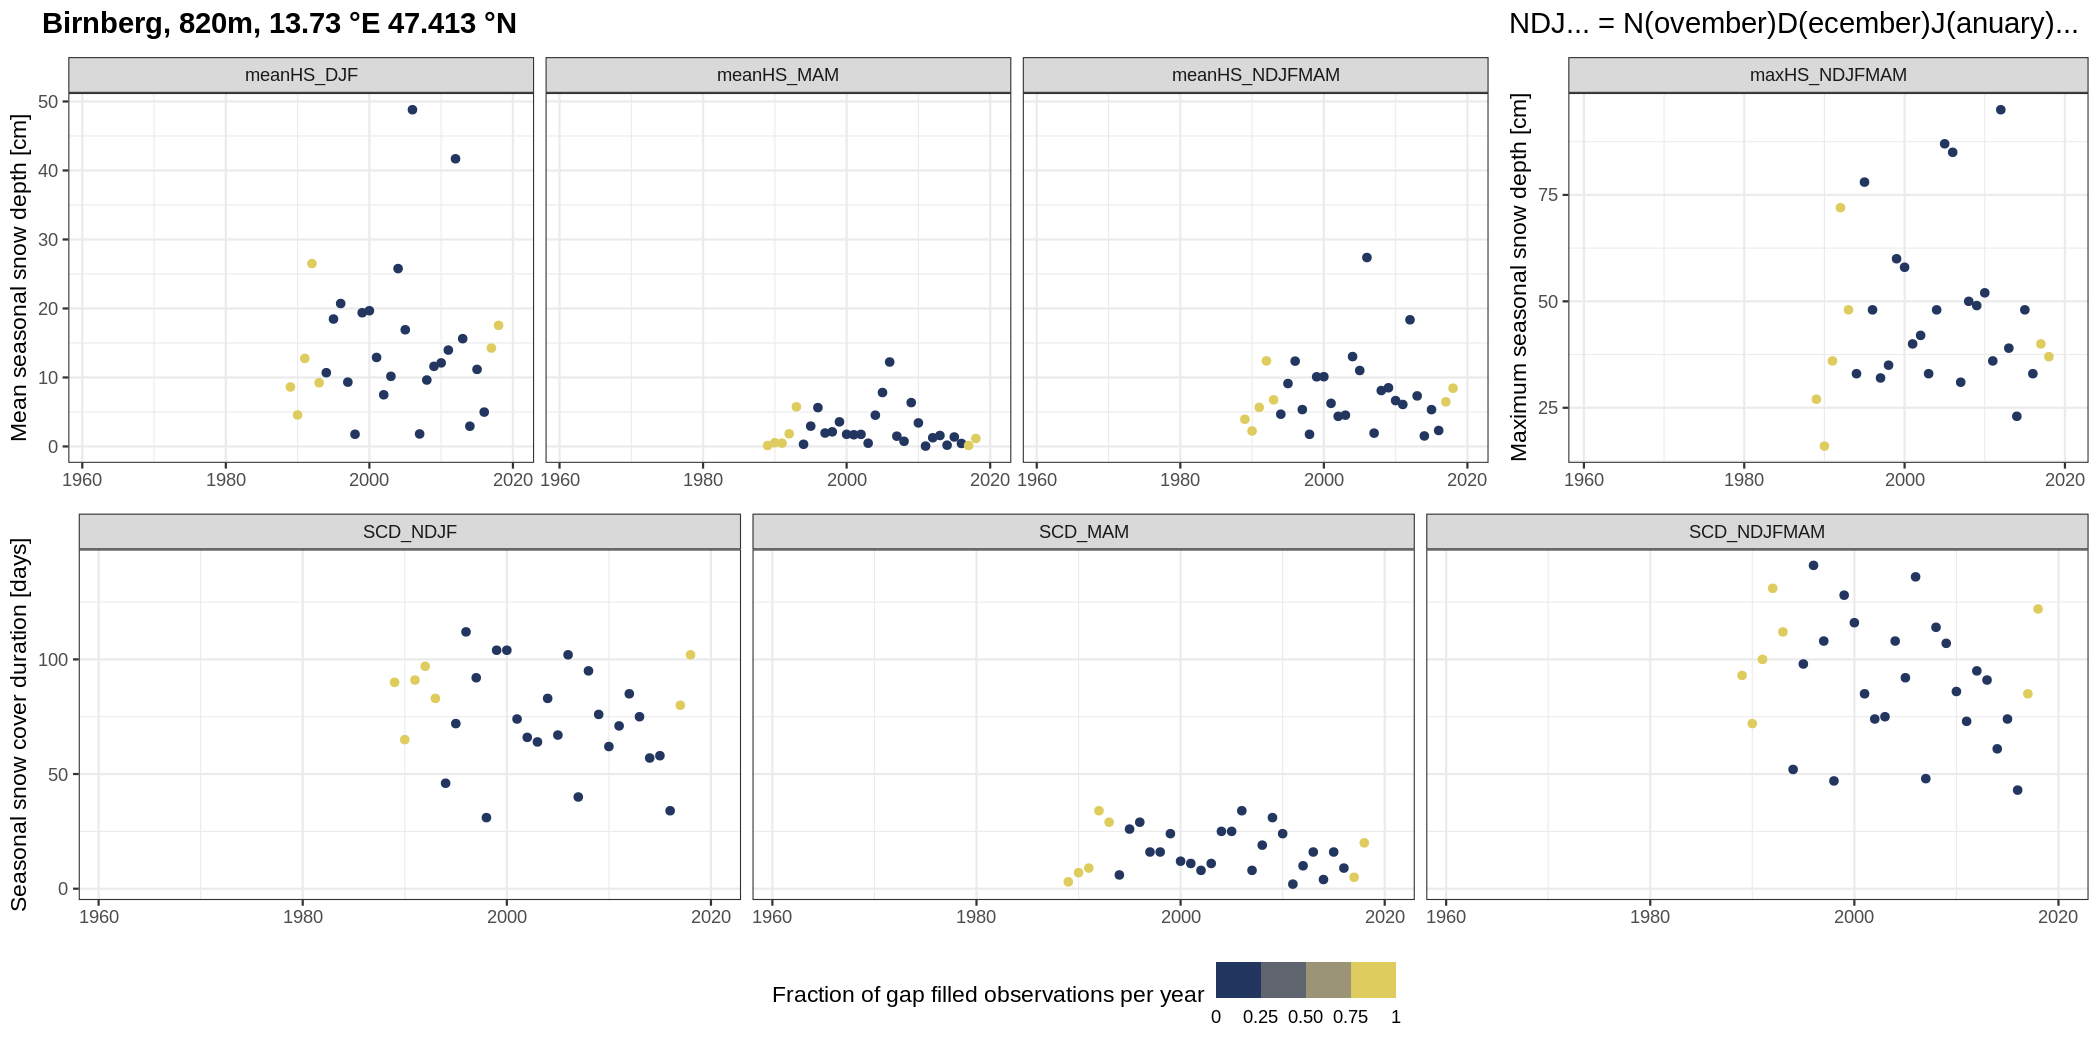 Birnberg, 820m, 13.73 °E 47.413 °N
NDJ... = N(ovember)D(ecember)J(anuary)...
meanHS_DJF
meanHS_MAM
meanHS_NDJFMAM
maxHS_NDJFMAM
Mean seasonal snow depth [cm]
50
40
30
20
10
0
1960 1980 2000 2020
1960 1980 2000 2020
1960 1980 2000 2020
Maximum seasonal snow depth [cm]
75
50
25
1960 1980 2000 2020
SCD_NDJF
SCD_MAM
SCD_NDJFMAM
Seasonal snow cover duration [days]
100
50
0
1960 1980 2000 2020
1960 1980 2000 2020
1960 1980 2000 2020
Fraction of gap filled observations per year
0 0.25 0.50 0.75 1